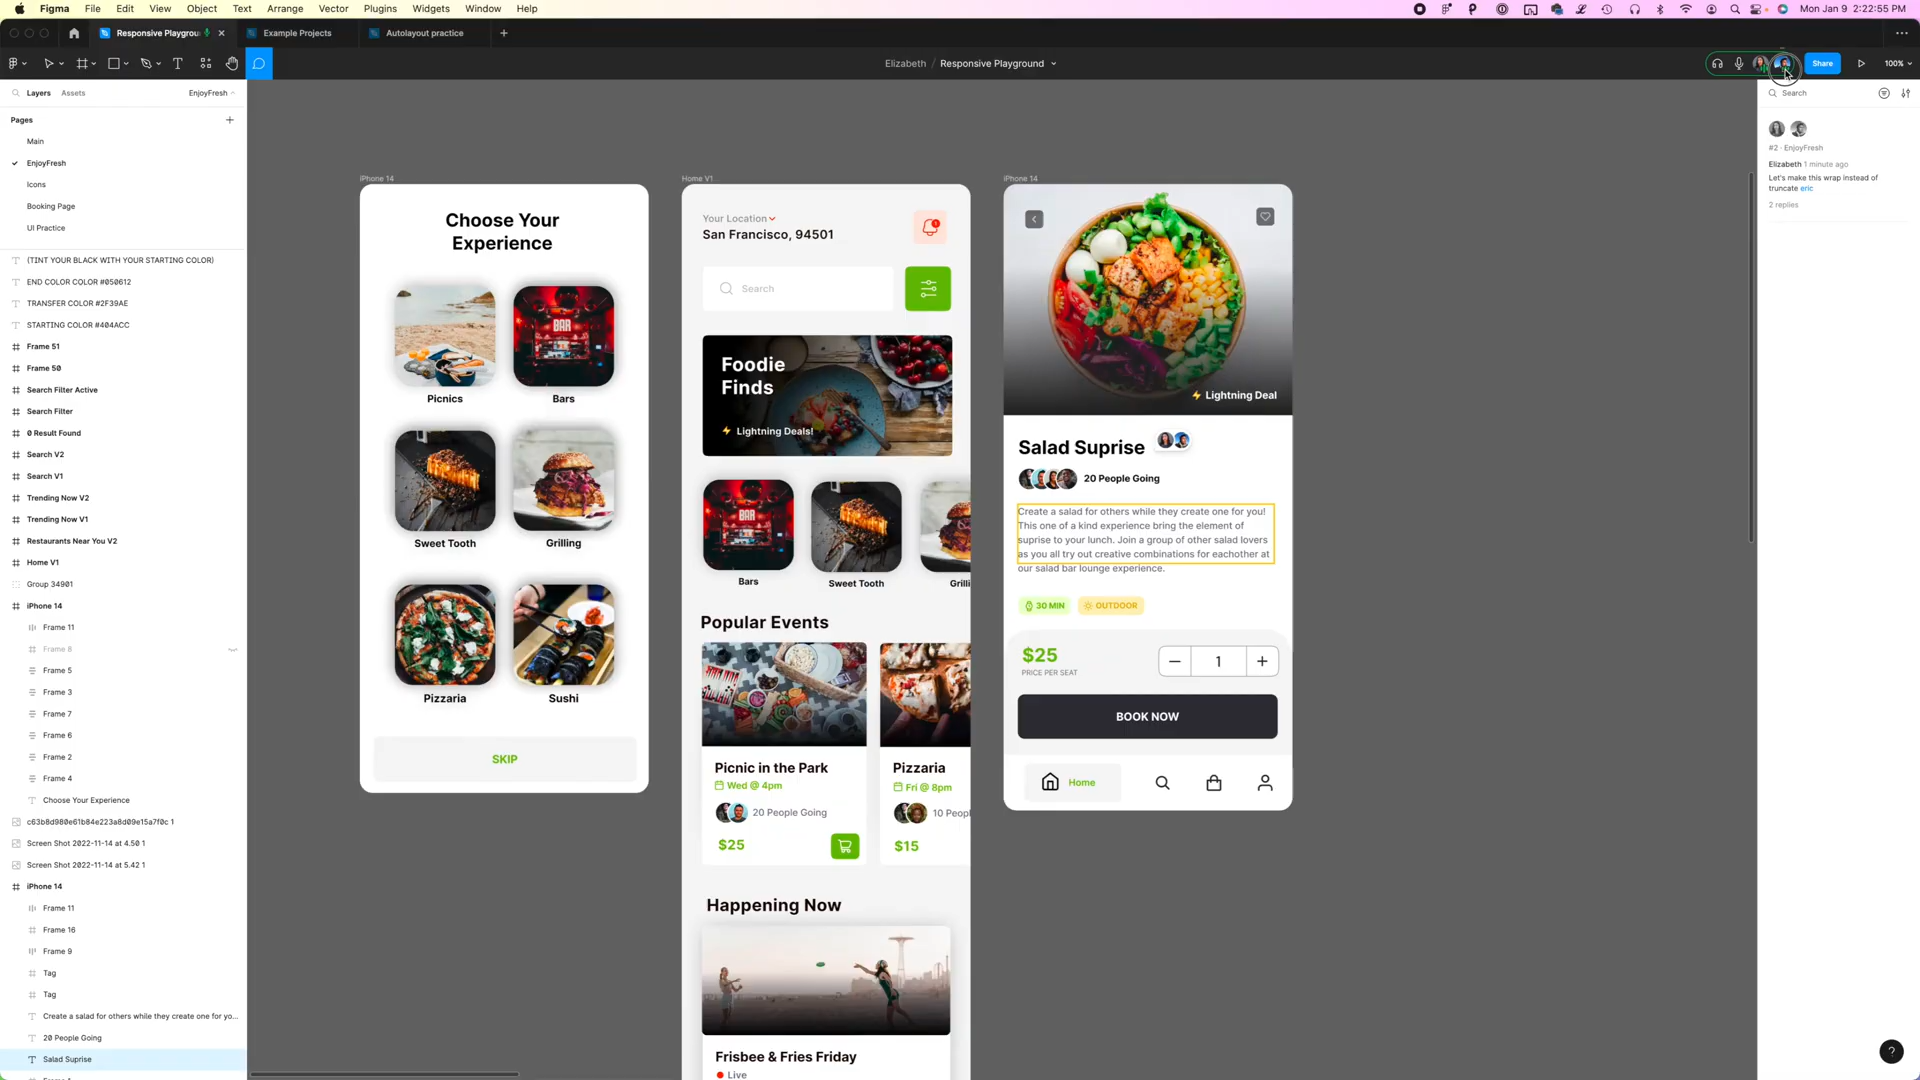 Figma File Edit View Object Text Arrange Vector Plugins Widgets Window Help
Mon Jan 9 2:22:55 PM
Responsive Playgroun
Example Projects
Autolayout practice
Elizabeth / Responsive Playground
Share
100%
Layers Assets
EnjoyFresh
Pages
Main
EnjoyFresh
Icons
Booking Page
UI Practice
(TINT YOUR BLACK WITH YOUR STARTING COLOR)
END COLOR COLOR #050612
TRANSFER COLOR #2F39AE
STARTING COLOR #404ACC
Frame 51
Frame 50
Search Filter Active
Search Filter
0 Result Found
Search V2
Search V1
Trending Now V2
Trending Now V1
Restaurants Near You V2
Home V1
Group 34901
iPhone 14
Frame 11
Frame 8
Frame 5
Frame 3
Frame 7
Frame 6
Frame 2
Frame 4
Choose Your Experience
c63b8d980e61b84e223a8d09e15a7f0c 1
Screen Shot 2022-11-14 at 4.50 1
Screen Shot 2022-11-14 at 5.42 1
iPhone 14
Frame 11
Frame 16
Frame 9
Tag
Tag
Create a salad for others while they create one for yo...
20 People Going
Salad Suprise
iPhone 14
Choose Your
Experience
BAR
Picnics
Bars
Sweet Tooth
Grilling
Pizzaria
Sushi
SKIP
Home V1
Your Location
San Francisco, 94501
Search
Foodie
Finds
Lightning Deals!
BAR
Bars
Sweet Tooth
Grilli
Popular Events
Picnic in the Park
Wed @ 4pm
20 People Going
$25
Pizzaria
Fri @ 8pm
10 Peopl
$15
Happening Now
Frisbee & Fries Friday
Live
iPhone 14
Lightning Deal
Salad Suprise
20 People Going
Create a salad for others while they create one for you!
This one of a kind experience bring the element of
suprise to your lunch. Join a group of other salad lovers
as you all try out creative combinations for eachother at
our salad bar lounge experience.
30 MIN
OUTDOOR
$25
PRICE PER SEAT
1
BOOK NOW
Home
Search
#2 · EnjoyFresh
Elizabeth 1 minute ago
Let's make this wrap instead of
truncate eric
2 replies
?